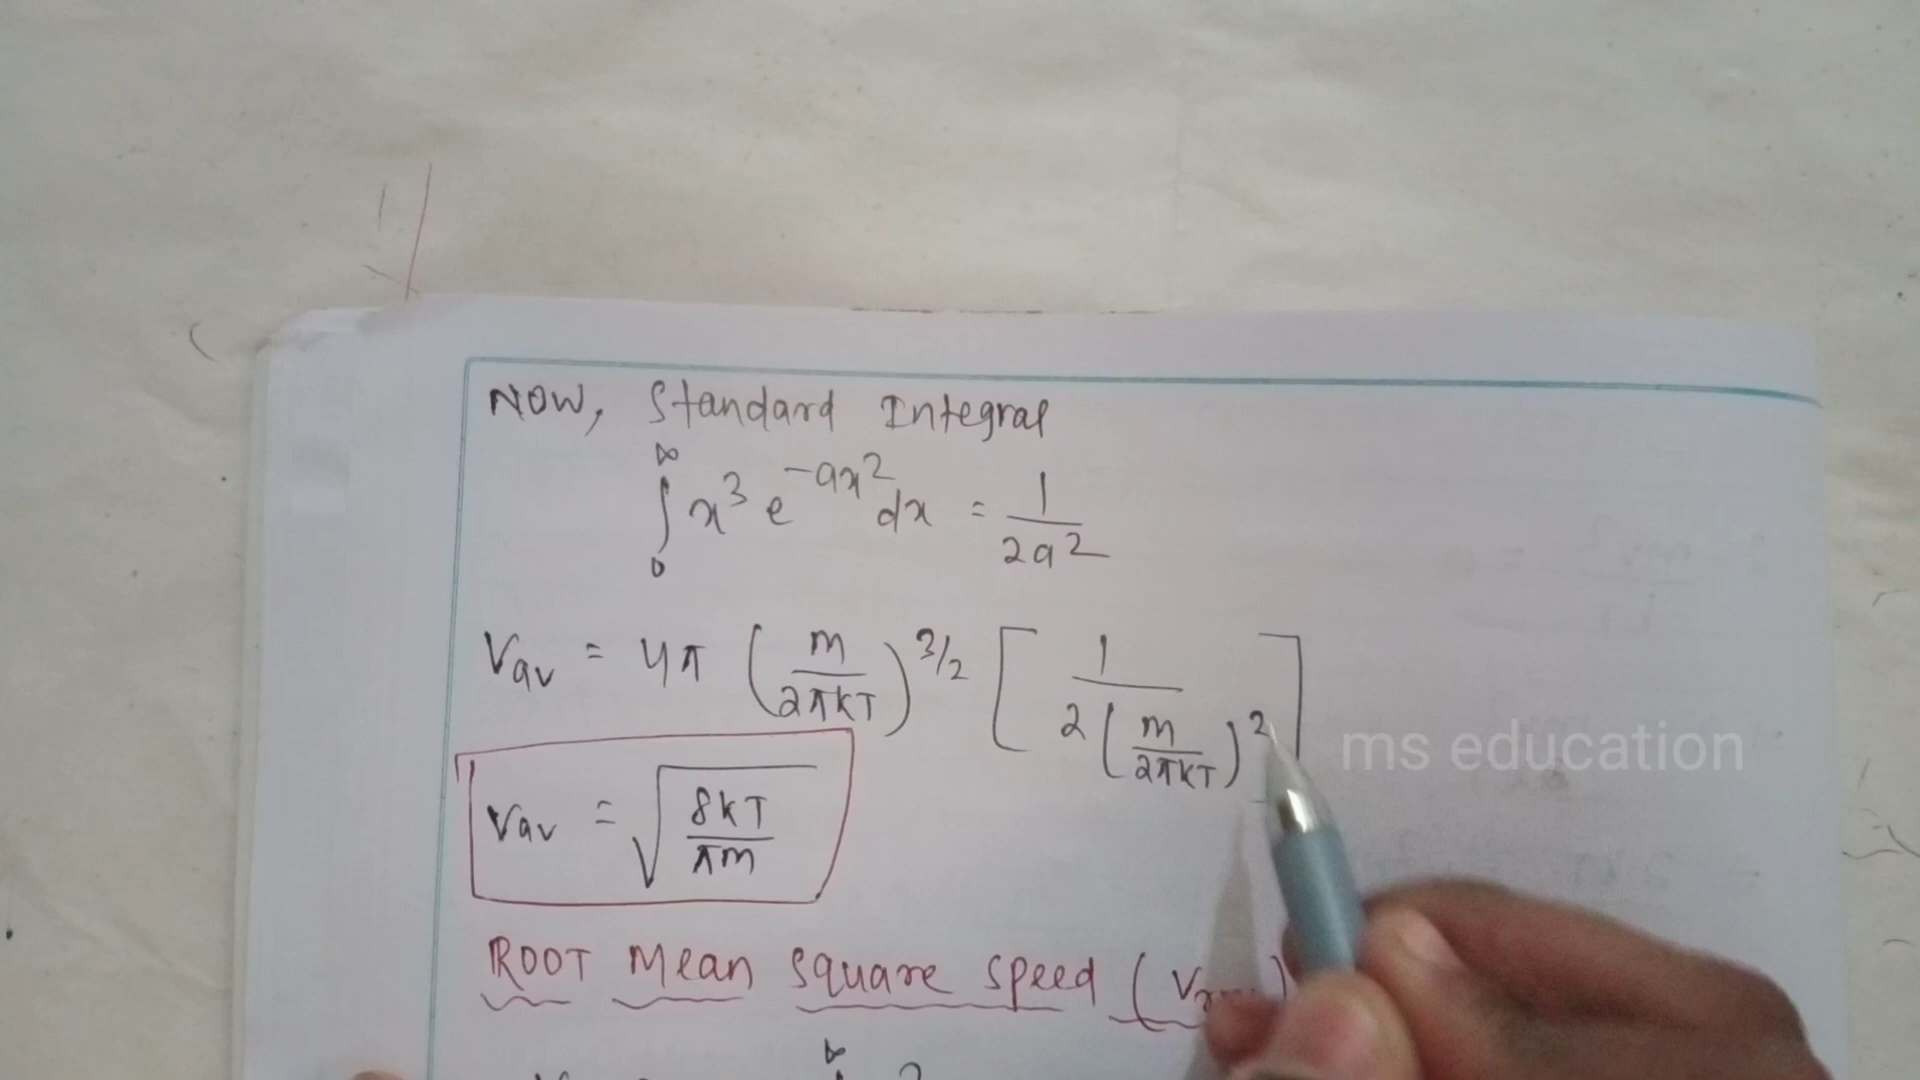 NOW, Standard Integral
∞∫0 x³ e^(-ax²) dx = 1/(2a²)
Vav = 4π (m/(2πkT))^(3/2) [1/(2(m/(2πkT))²)]
ms education
Vav = √(8kT/(πm))
ROOT Mean square speed (V
∞